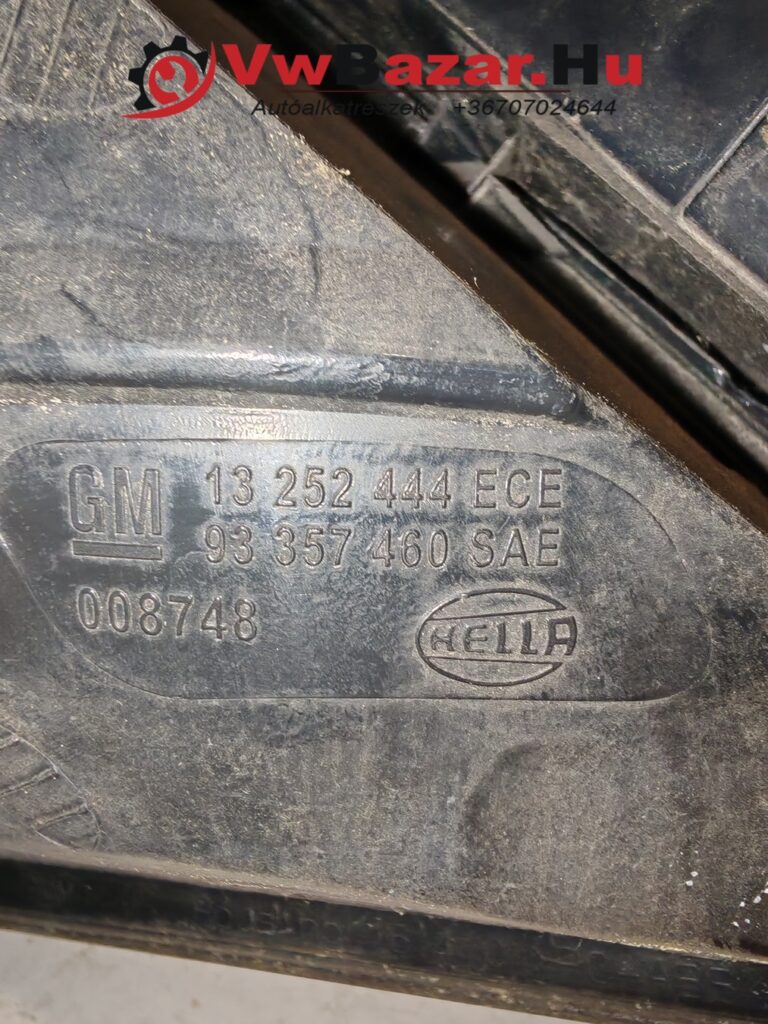 VwBazar.Hu
Autóalkatrészek +36707024644
GM 13 252 444 ECE
93 357 460 SAE
008748
HELLA